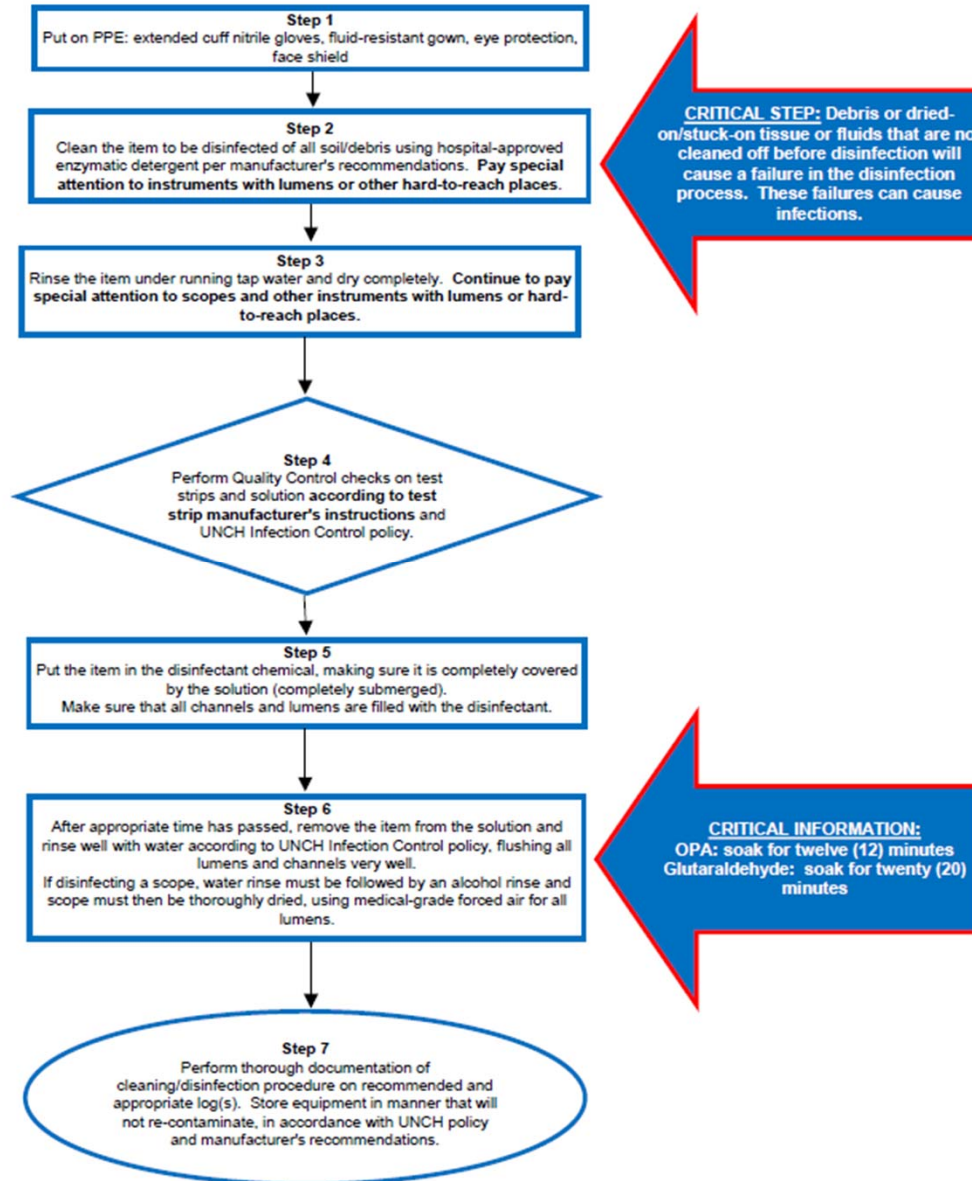 Step 1
Put on PPE: extended cuff nitrile gloves, fluid-resistant gown, eye protection,
face shield
Step 2
Clean the item to be disinfected of all soil/debris using hospital-approved
enzymatic detergent per manufacturer's recommendations. Pay special
attention to instruments with lumens or other hard-to-reach places.
CRITICAL STEP: Debris or dried-
on/stuck-on tissue or fluids that are no
cleaned off before disinfection will
cause a failure in the disinfection
process. These failures can cause
infections.
Step 3
Rinse the item under running tap water and dry completely. Continue to pay
special attention to scopes and other instruments with lumens or hard-
to-reach places.
Step 4
Perform Quality Control checks on test
strips and solution according to test
strip manufacturer's instructions and
UNCH Infection Control policy.
Step 5
Put the item in the disinfectant chemical, making sure it is completely covered
by the solution (completely submerged).
Make sure that all channels and lumens are filled with the disinfectant.
Step 6
After appropriate time has passed, remove the item from the solution and
rinse well with water according to UNCH Infection Control policy, flushing all
lumens and channels very well.
If disinfecting a scope, water rinse must be followed by an alcohol rinse and
scope must then be thoroughly dried, using medical-grade forced air for all
lumens.
CRITICAL INFORMATION:
OPA: soak for twelve (12) minutes
Glutaraldehyde: soak for twenty (20)
minutes
Step 7
Perform thorough documentation of
cleaning/disinfection procedure on recommended and
appropriate log(s). Store equipment in manner that will
not re-contaminate, in accordance with UNCH policy
and manufacturer's recommendations.